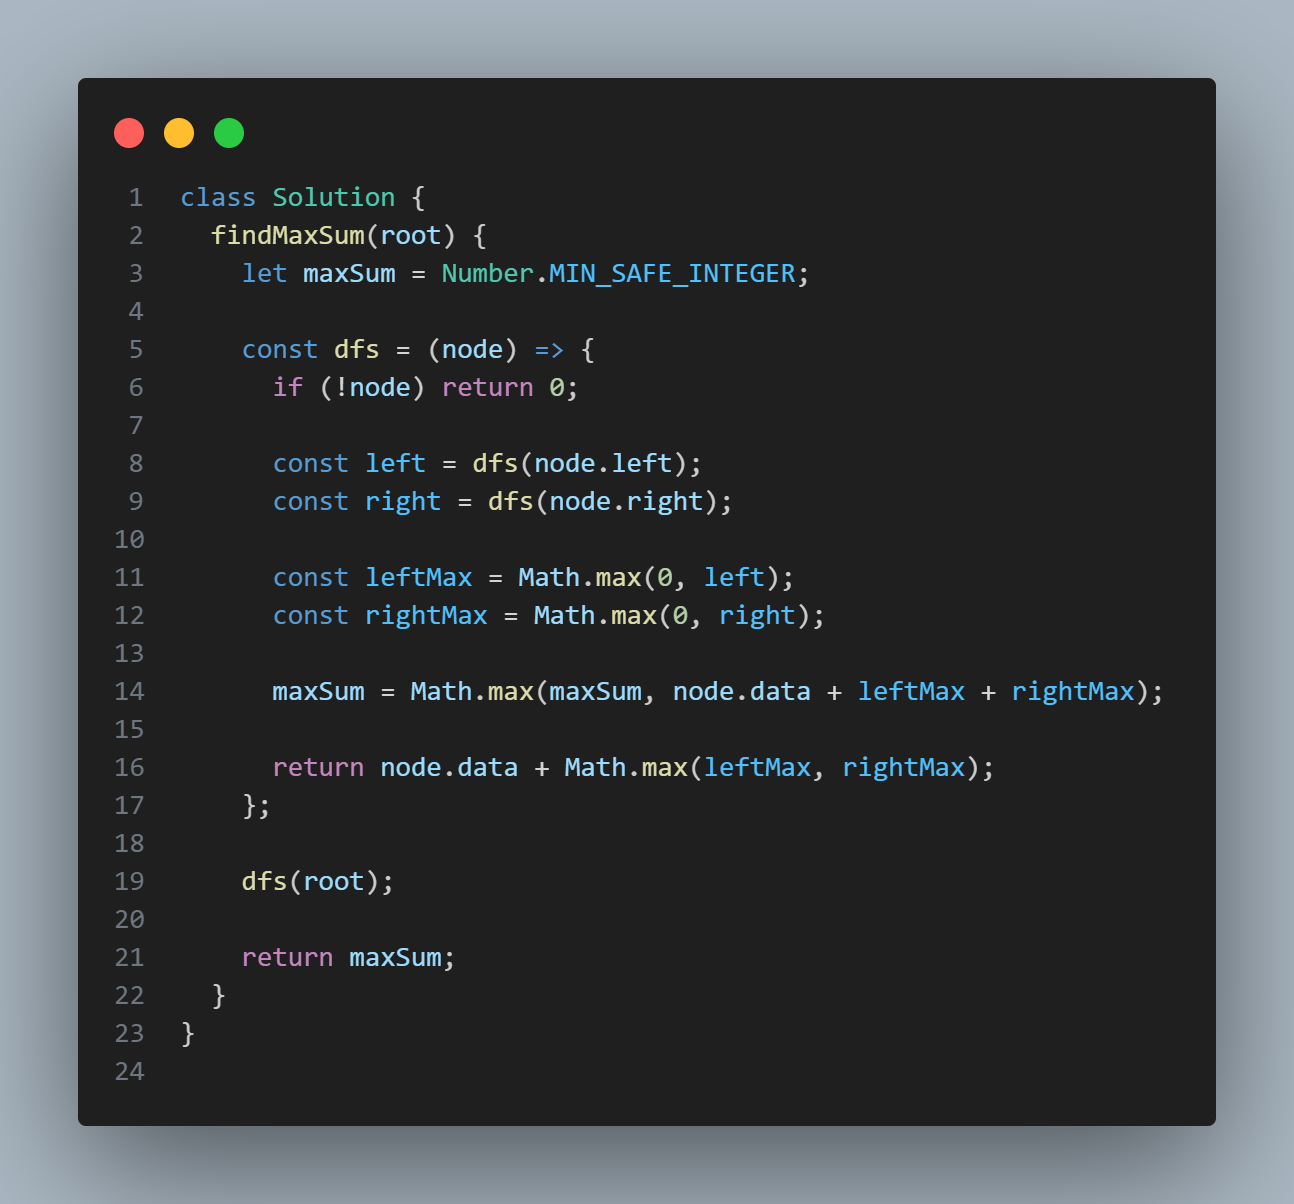 1 class Solution {
2   findMaxSum(root) {
3     let maxSum = Number.MIN_SAFE_INTEGER;
4
5     const dfs = (node) => {
6       if (!node) return 0;
7
8       const left = dfs(node.left);
9       const right = dfs(node.right);
10
11       const leftMax = Math.max(0, left);
12       const rightMax = Math.max(0, right);
13
14       maxSum = Math.max(maxSum, node.data + leftMax + rightMax);
15
16       return node.data + Math.max(leftMax, rightMax);
17     };
18
19     dfs(root);
20
21     return maxSum;
22   }
23 }
24